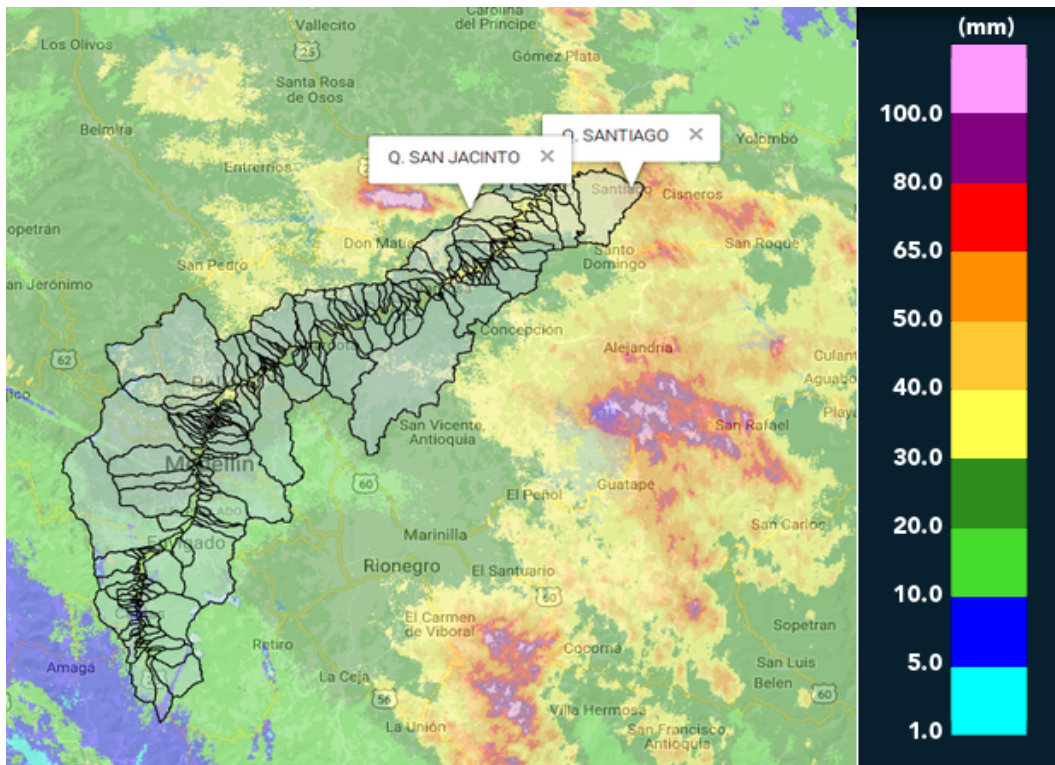 Carolina
del Príncipe
Vallecito
(mm)
Los Olivos
25
Gómez Plata
Santa Rosa
de Osos
100.0
Belmira
Q. SANTIAGO ×
Yolombó
Q. SAN JACINTO ×
Entrerríos
80.0
Santiago
Cisneros
opetrán
Don Matía
San Roque
65.0
Santo
Domingo
San Pedro
an Jerónimo
50.0
Concepción
Alejandría
62
Culant
Aguabo
40.0
Playa
San Vicente,
Antioquia
San Rafael
30.0
Medellín
60
Guatapé
El Peñol
20.0
San Carlos
Marinilla
Envigado
Rionegro
El Santuario
10.0
60
El Carmen
de Viboral
Sopetran
Retiro
Cocorná
Amagá
5.0
San Luis
La Ceja
Belen
56
60
Villa Hermosa
La Unión
San Francisco,
Antioquia
1.0